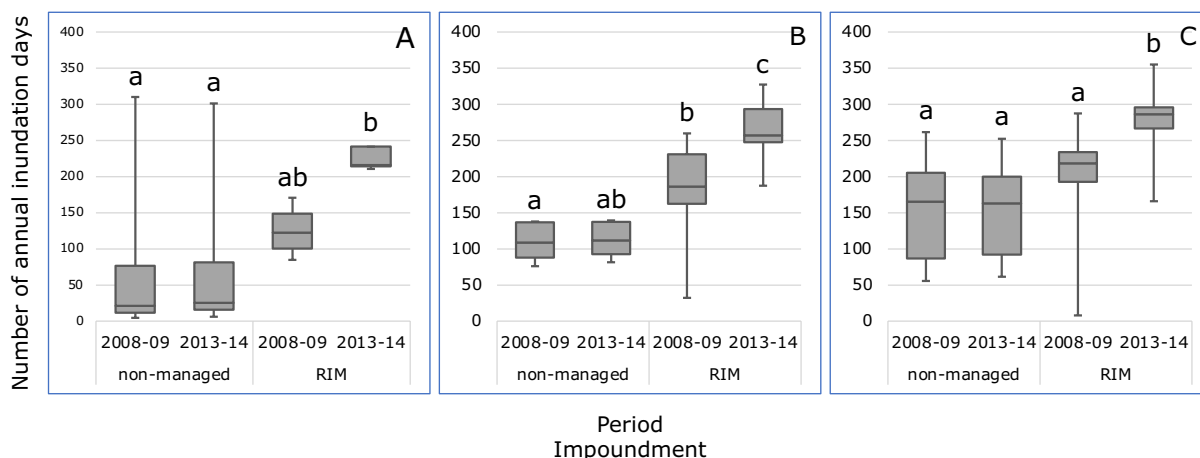 Number of annual inundation days
A
400
350
300
250
200
150
100
50
0
a
a
ab
b
2008-09 2013-14 2008-09 2013-14
non-managed RIM
B
400
350
300
250
200
150
100
50
0
a
ab
b
c
2008-09 2013-14 2008-09 2013-14
non-managed RIM
C
400
350
300
250
200
150
100
50
0
a
a
a
b
2008-09 2013-14 2008-09 2013-14
non-managed RIM
Period
Impoundment